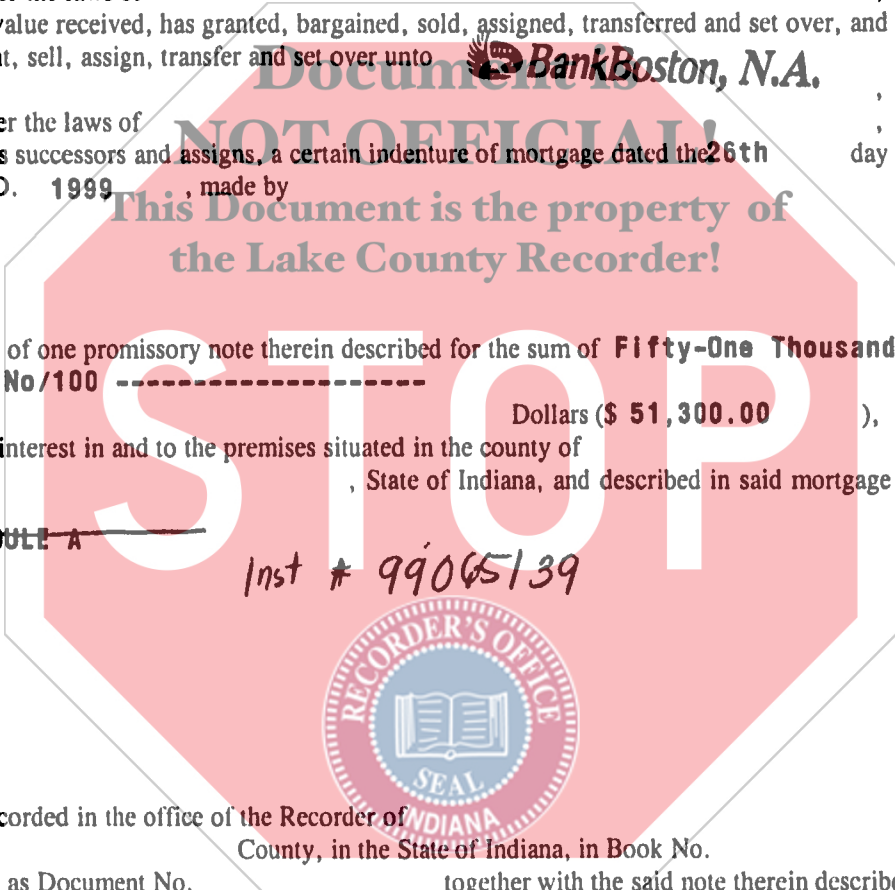 value received, has granted, bargained, sold, assigned, transferred and set over, and
t, sell, assign, transfer and set over unto BankBoston, N.A.
Document is
,
er the laws of ,
NOT OFFICIAL!
s successors and assigns, a certain indenture of mortgage dated the 26th day
D. 1999 , made by
This Document is the property of
the Lake County Recorder!
STOP
of one promissory note therein described for the sum of Fifty-One Thousand
No/100 --------------------
Dollars ($ 51,300.00 ),
interest in and to the premises situated in the county of
, State of Indiana, and described in said mortgage
ULE A
Inst # 99065139
RECORDER'S OFFICE
SEAL
INDIANA
corded in the office of the Recorder of
County, in the State of Indiana, in Book No.
as Document No. together with the said note therein describe